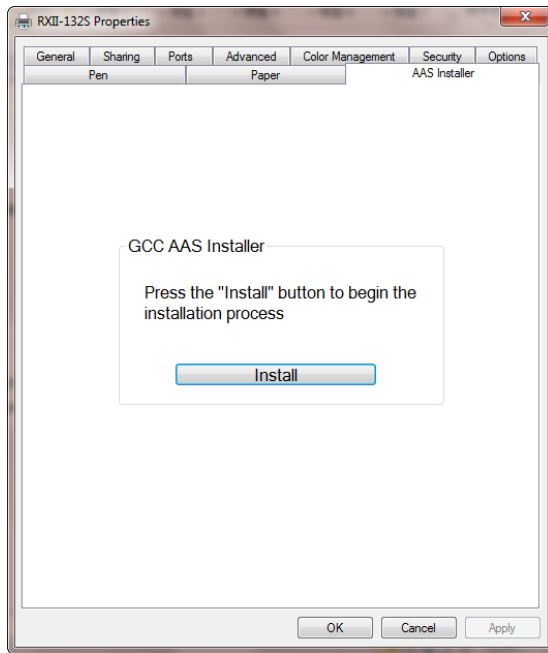 RXII-132S Properties
General Sharing Ports Advanced Color Management Security Options
Pen Paper AAS Installer
GCC AAS Installer
Press the "Install" button to begin the
installation process
Install
OK Cancel Apply